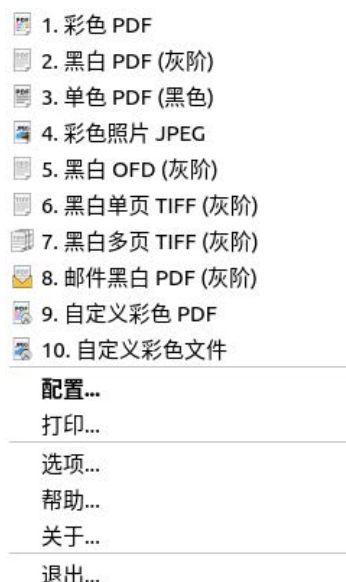 1. 彩色 PDF
2. 黑白 PDF (灰阶)
3. 单色 PDF (黑色)
4. 彩色照片 JPEG
5. 黑白 OFD (灰阶)
6. 黑白单页 TIFF (灰阶)
7. 黑白多页 TIFF (灰阶)
8. 邮件黑白 PDF (灰阶)
9. 自定义彩色 PDF
10. 自定义彩色文件
配置...
打印...
选项...
帮助...
关于...
退出...